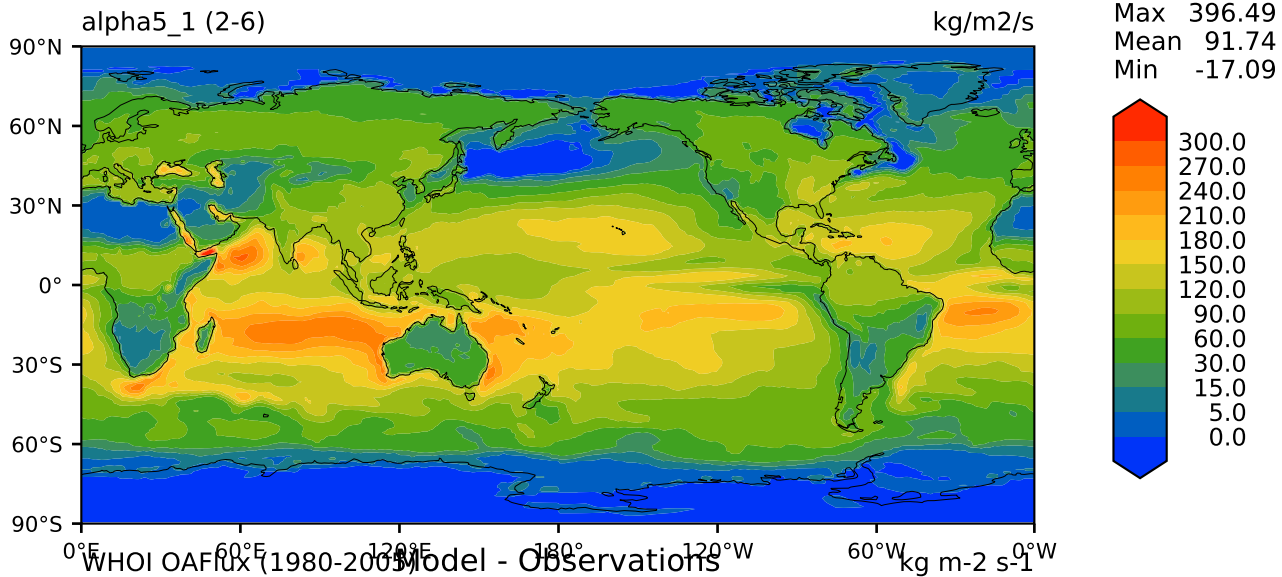 alpha5_1 (2-6) kg/m2/s
Max 396.49
Mean 91.74
Min -17.09
90°N
60°N
30°N
0°
30°S
60°S
90°S
300.0
270.0
240.0
210.0
180.0
150.0
120.0
90.0
60.0
30.0
15.0
5.0
0.0
0°E 60°E 120°E 180° 120°W 60°W 0°W
WHOI OAFlux (1980-2005) Model - Observations kg m-2 s-1